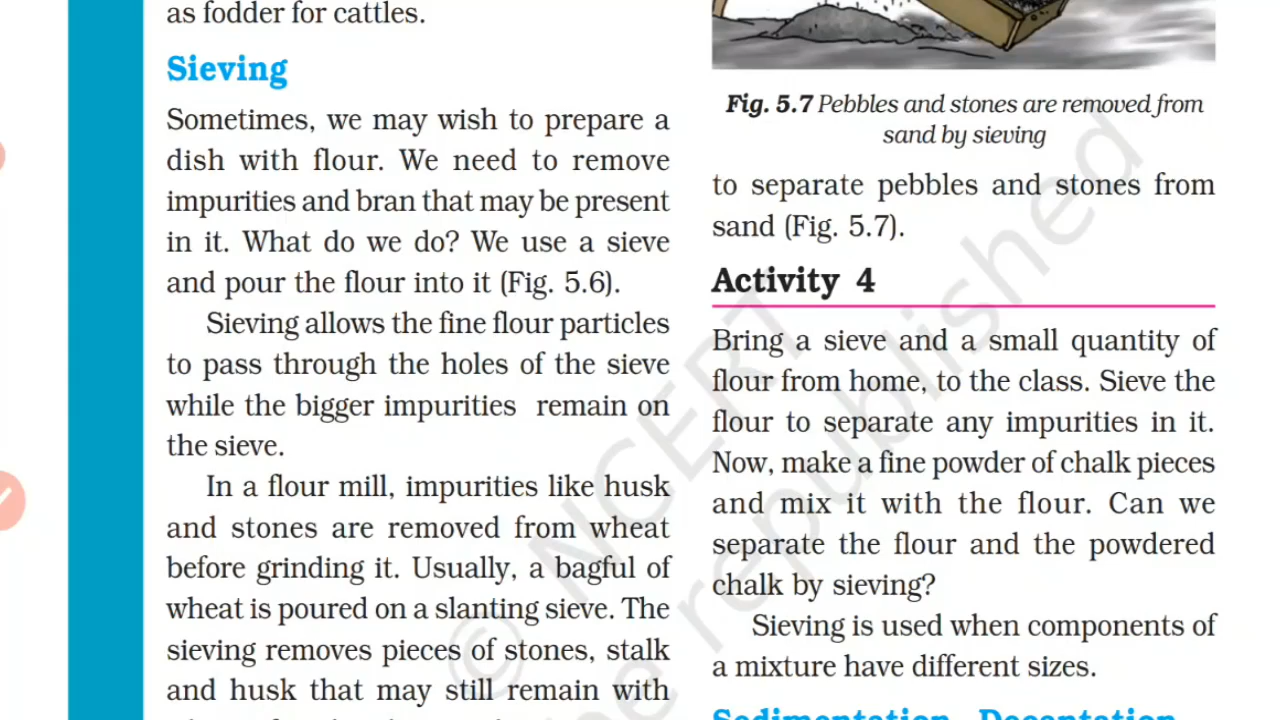 as fodder for cattles.
Sieving
Sometimes, we may wish to prepare a
dish with flour. We need to remove
impurities and bran that may be present
in it. What do we do? We use a sieve
and pour the flour into it (Fig. 5.6).
Sieving allows the fine flour particles
to pass through the holes of the sieve
while the bigger impurities remain on
the sieve.
In a flour mill, impurities like husk
and stones are removed from wheat
before grinding it. Usually, a bagful of
wheat is poured on a slanting sieve. The
sieving removes pieces of stones, stalk
and husk that may still remain with
Fig. 5.7 Pebbles and stones are removed from
sand by sieving
to separate pebbles and stones from
sand (Fig. 5.7).
Activity 4
Bring a sieve and a small quantity of
flour from home, to the class. Sieve the
flour to separate any impurities in it.
Now, make a fine powder of chalk pieces
and mix it with the flour. Can we
separate the flour and the powdered
chalk by sieving?
Sieving is used when components of
a mixture have different sizes.
Sedimentation, Decantation
© NCERT
be republished